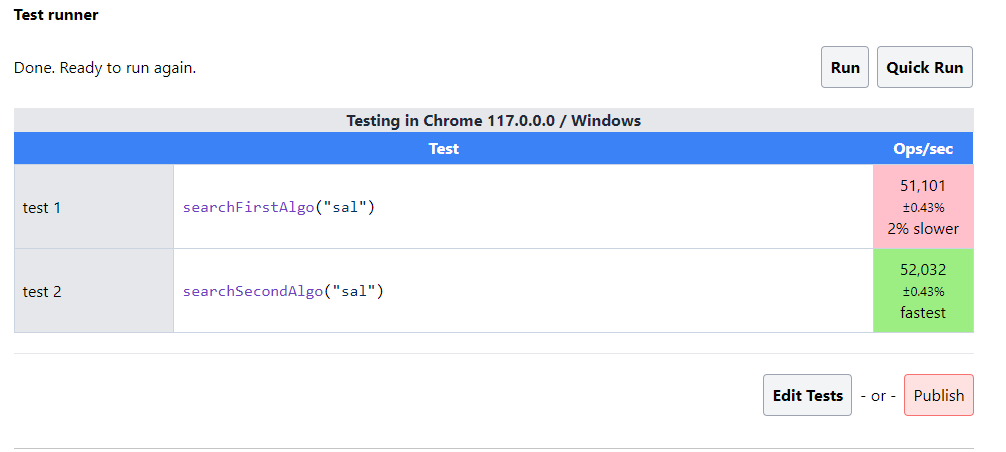 Test runner
Done. Ready to run again.
Run
Quick Run
Testing in Chrome 117.0.0.0 / Windows
Test
Ops/sec
test 1
searchFirstAlgo("sal")
51,101
±0.43%
2% slower
test 2
searchSecondAlgo("sal")
52,032
±0.43%
fastest
Edit Tests
- or -
Publish